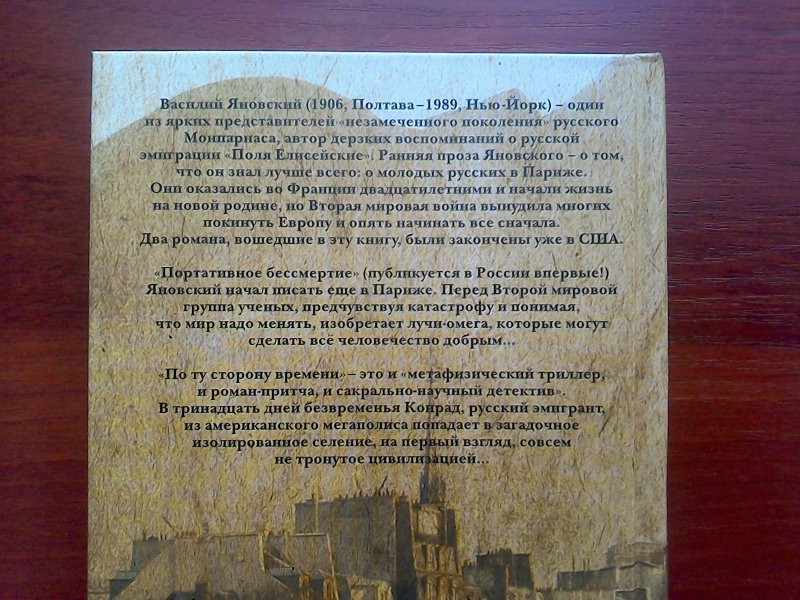 Василий Яновский (1906, Полтава–1989, Нью-Йорк) – один
из ярких представителей «незамеченного поколения» русского
Монпарнаса, автор дерзких воспоминаний о русской
эмиграции «Поля Елисейские». Ранняя проза Яновского – о том,
что он знал лучше всего: о молодых русских в Париже.
Они оказались во Франции двадцатилетними и начали жизнь
на новой родине, но Вторая мировая война вынудила многих
покинуть Европу и опять начинать все сначала.
Два романа, вошедшие в эту книгу, были закончены уже в США.
«Портативное бессмертие» (публикуется в России впервые!)
Яновский начал писать еще в Париже. Перед Второй мировой
группа ученых, предчувствуя катастрофу и понимая,
что мир надо менять, изобретает лучи-омега, которые могут
сделать всё человечество добрым...
«По ту сторону времени» – это и «метафизический триллер,
и роман-притча, и сакрально-научный детектив».
В тринадцать дней безвременья Конрад, русский эмигрант,
из американского мегаполиса попадает в загадочное
изолированное селение, на первый взгляд, совсем
не тронутое цивилизацией...